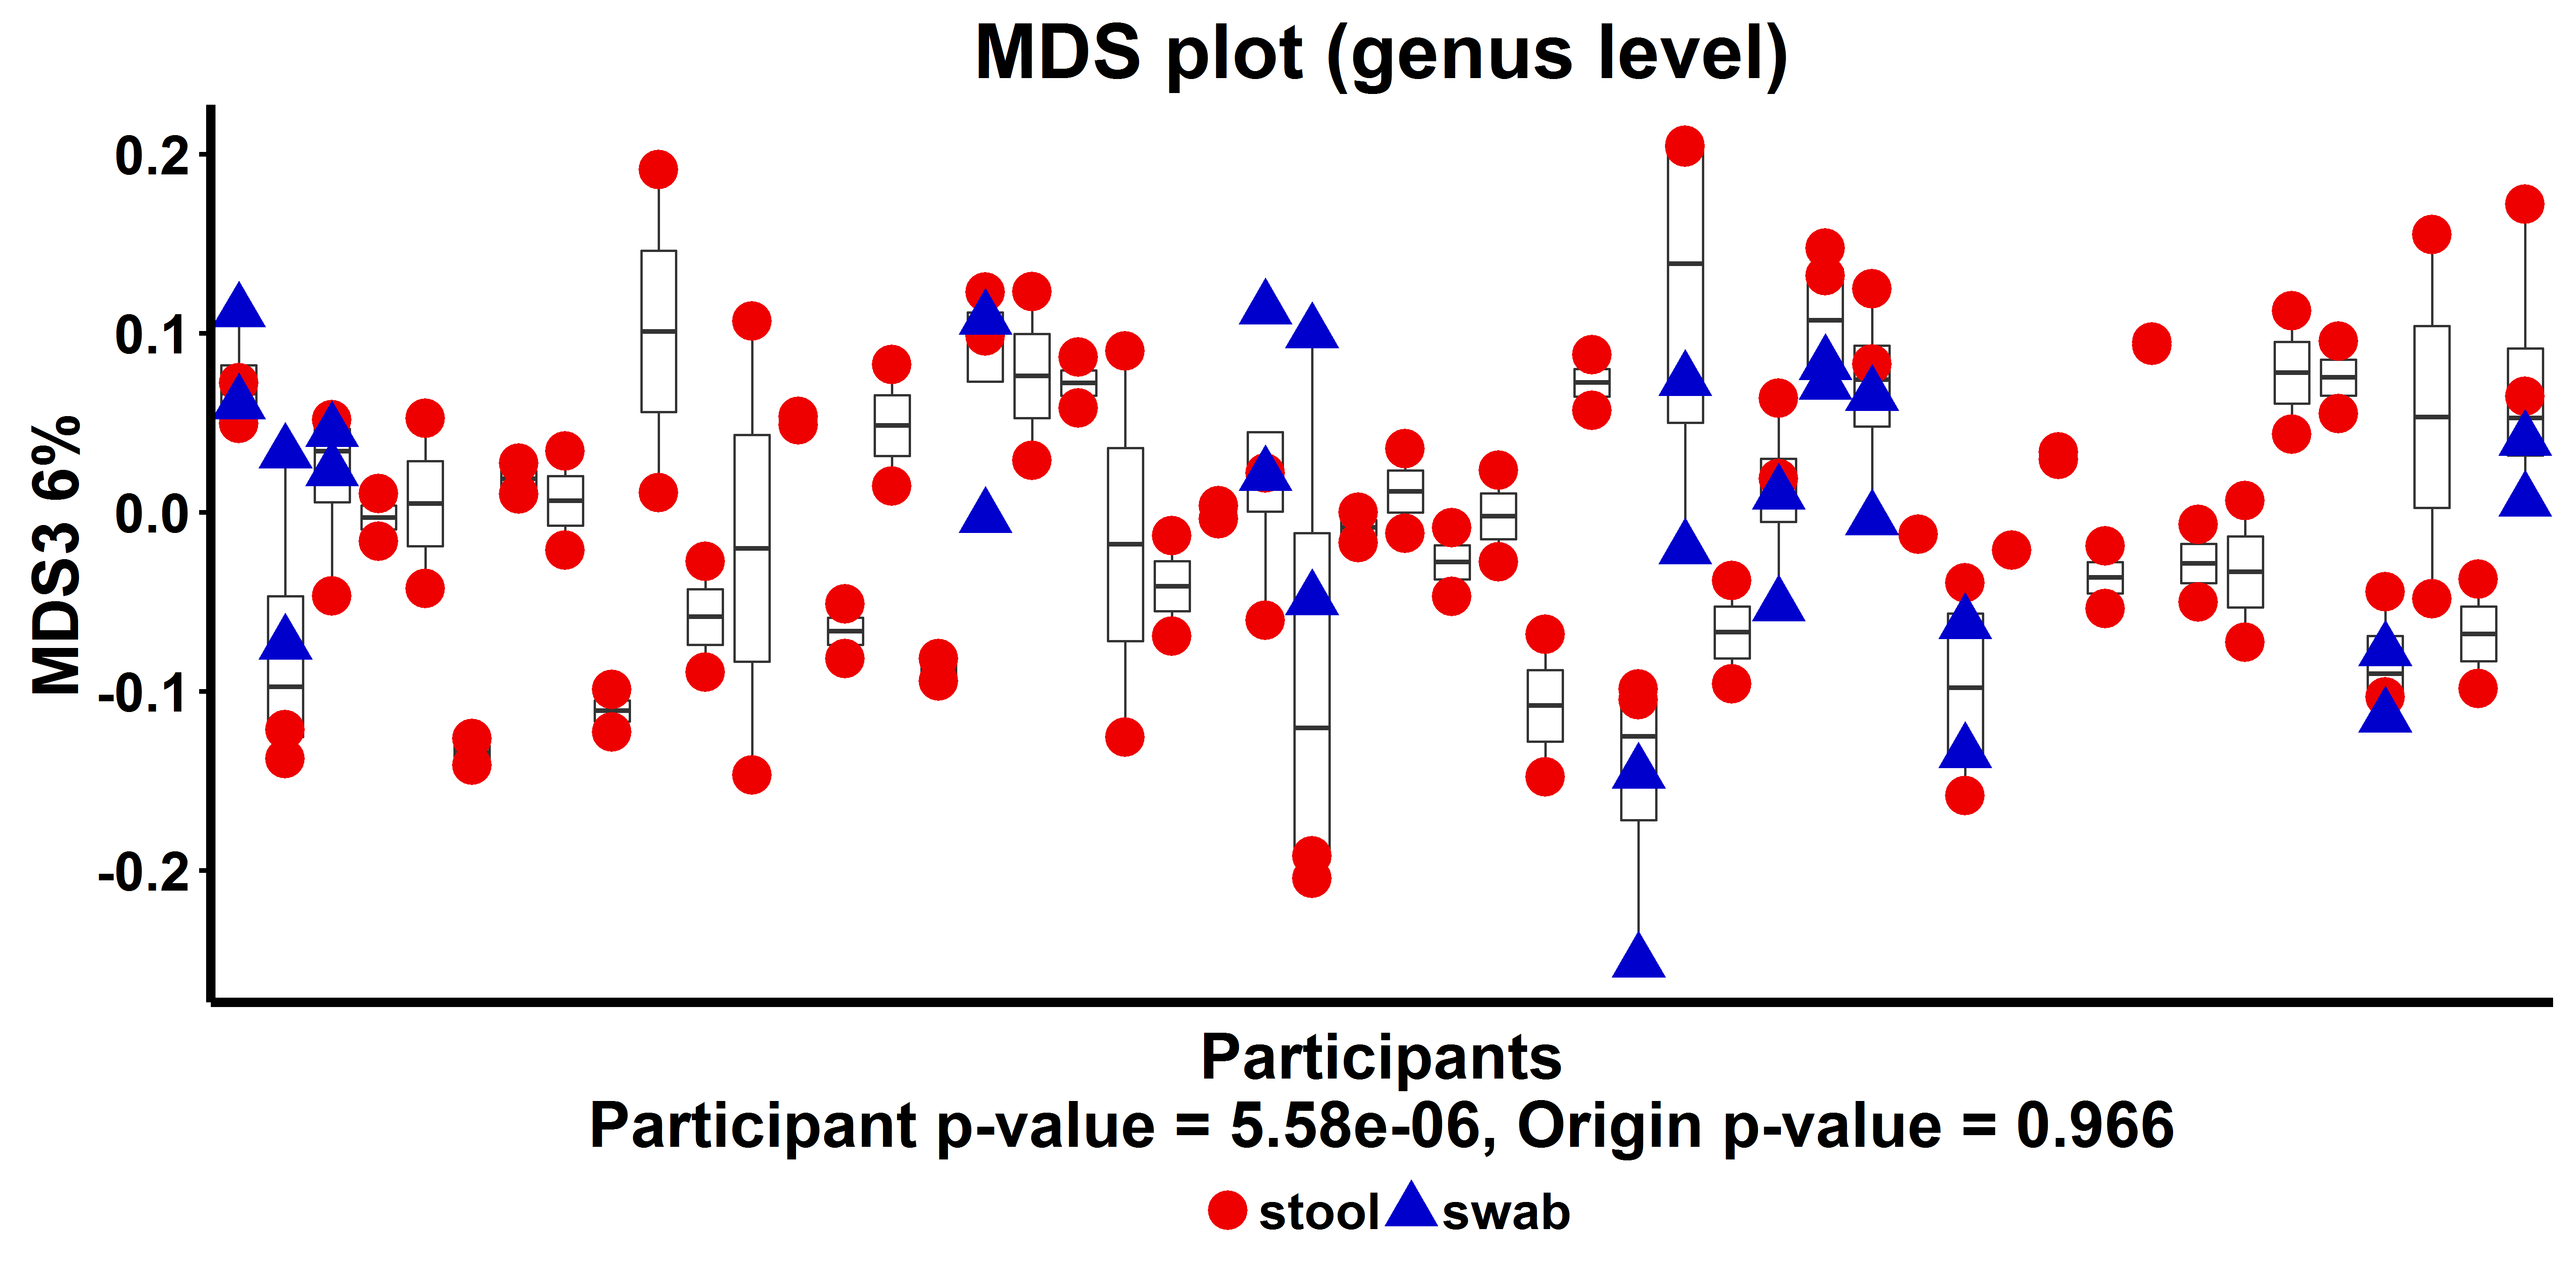 MDS plot (genus level)
MDS3 6%
0.2
0.1
0.0
-0.1
-0.2
Participants
Participant p-value = 5.58e-06, Origin p-value = 0.966
stool swab